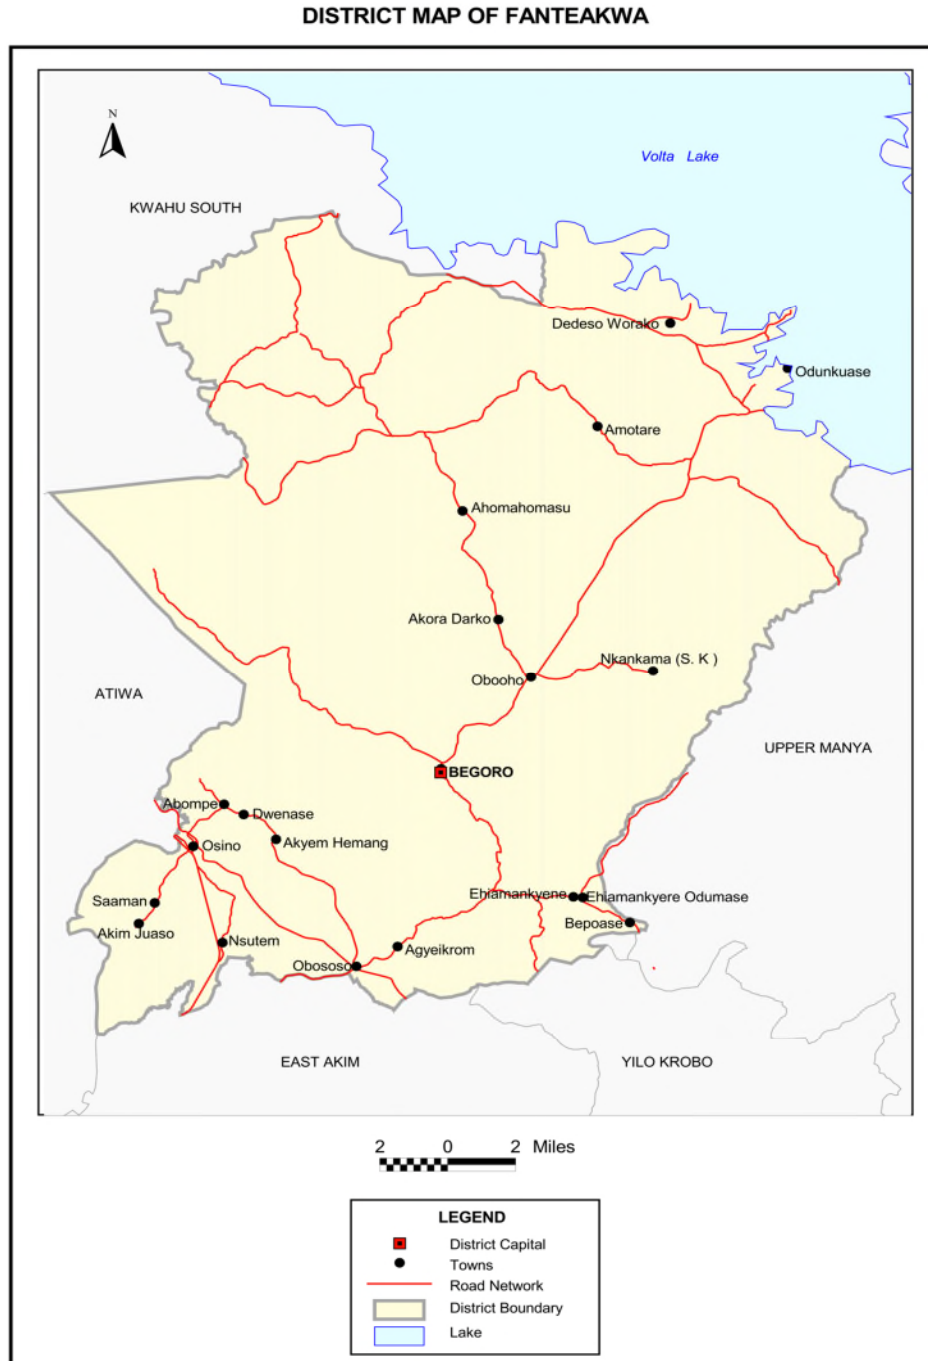 DISTRICT MAP OF FANTEAKWA
N
Volta Lake
KWAHU SOUTH
Dedeso Worako
Odunkuase
Amotare
Ahomahomasu
Akora Darko
Nkankama (S. K )
Obooho
ATIWA
UPPER MANYA
BEGORO
Abompe
Dwenase
Osino
Akyem Hemang
Saaman
Ehiamankyene
Ehiamankyere Odumase
Akim Juaso
Bepoase
Nsutem
Agyeikrom
Obososo
EAST AKIM
YILO KROBO
2 0 2 Miles
LEGEND
District Capital
Towns
Road Network
District Boundary
Lake